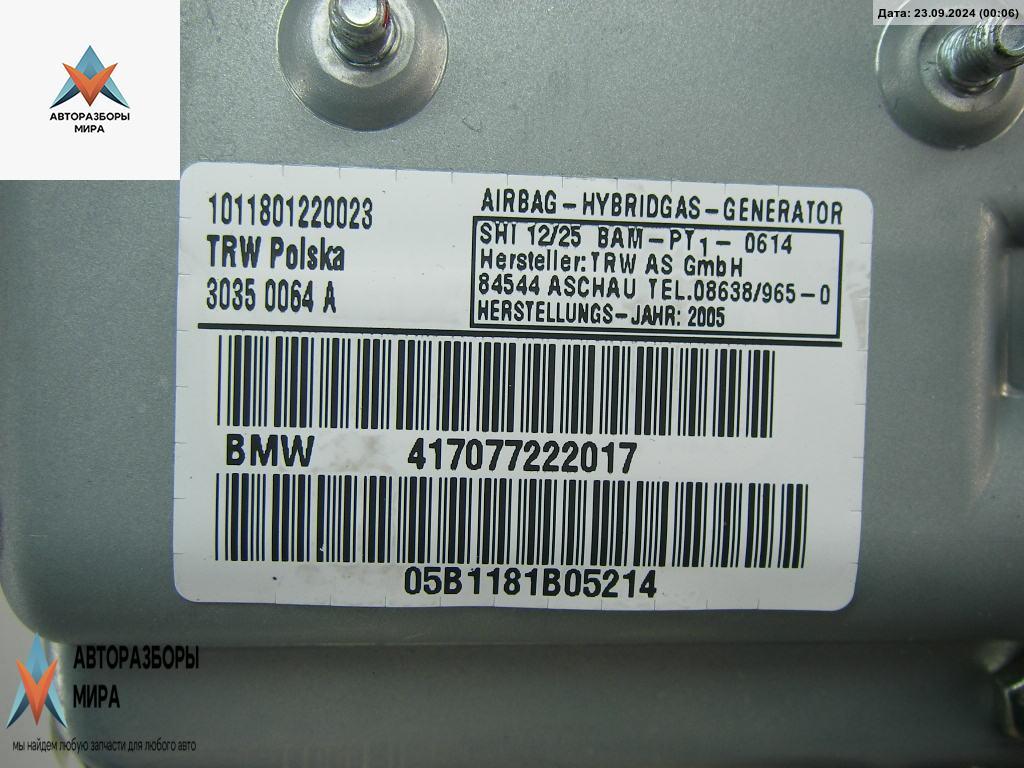 Дата: 23.09.2024 (00:06)
АВТОРАЗБОРЫ
МИРА
1011801220023
TRW Polska
3035 0064 A
AIRBAG-HYBRIDGAS-GENERATOR
SHI 12/25 BAM-PT1- 0614
Hersteller:TRW AS GmbH
84544 ASCHAU TEL.08638/965-0
HERSTELLUNGS-JAHR: 2005
BMW 417077222017
05B1181B05214
АВТОРАЗБОРЫ
МИРА
мы найдем любую запчасти для любого авто